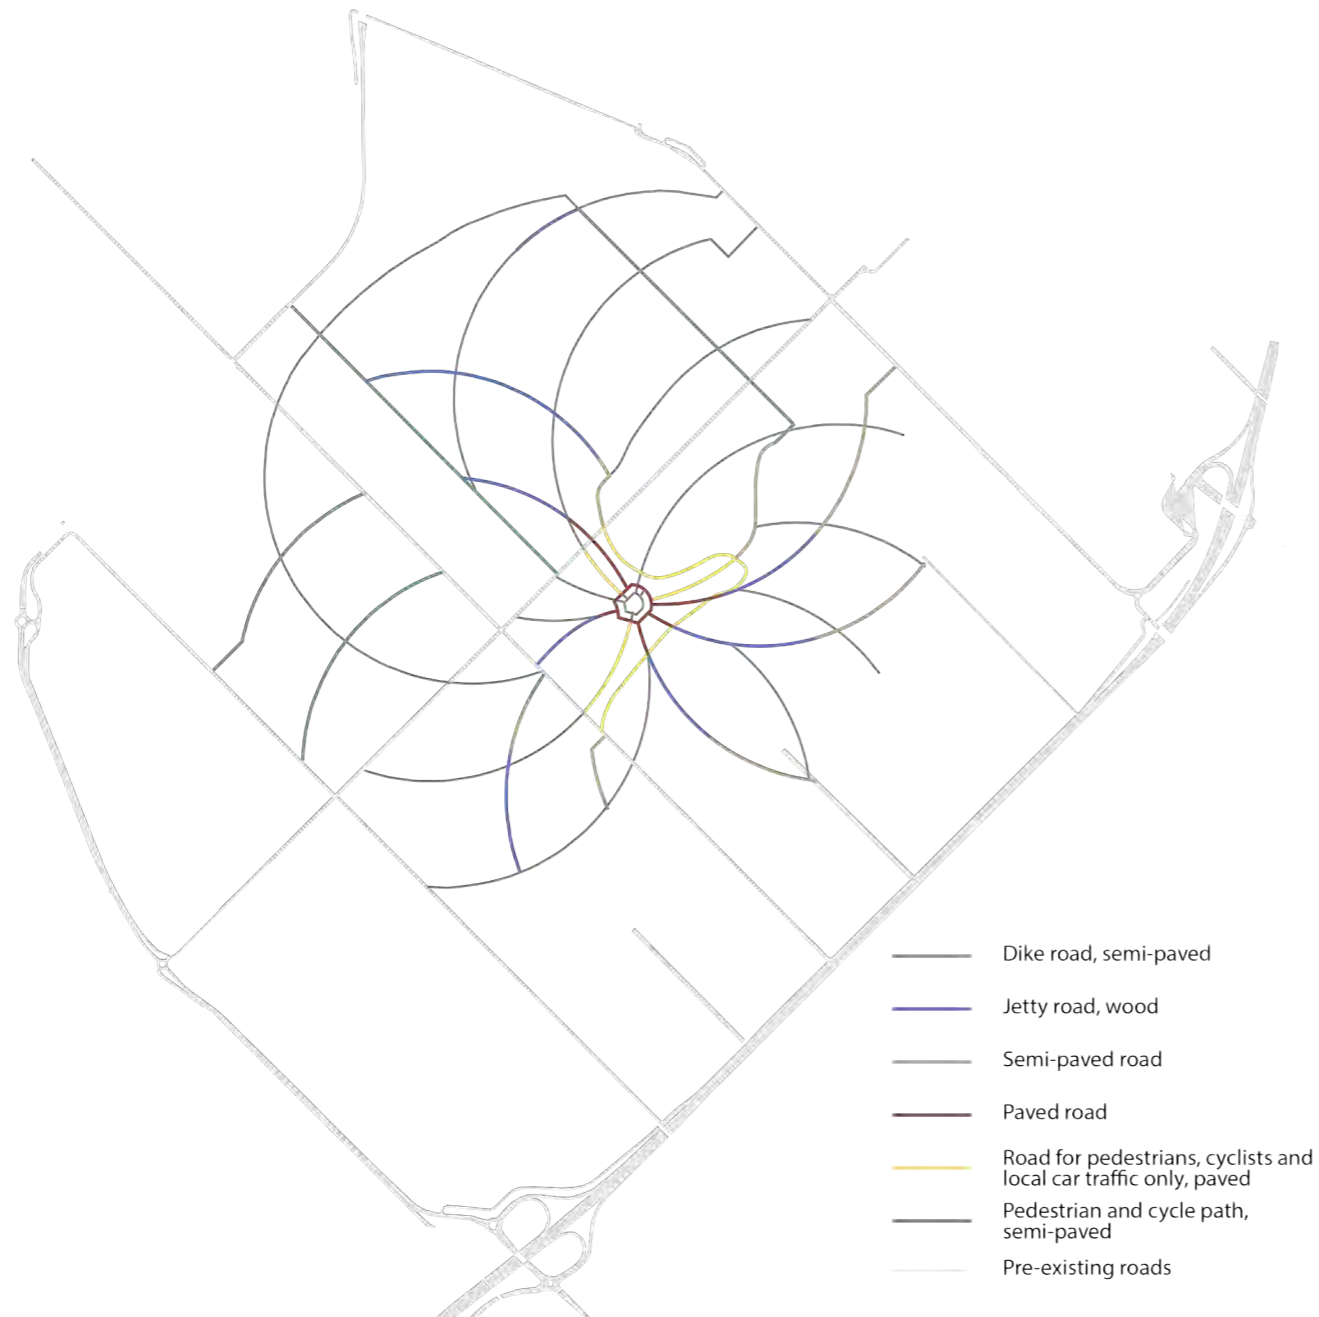 Dike road, semi-paved
Jetty road, wood
Semi-paved road
Paved road
Road for pedestrians, cyclists and
local car traffic only, paved
Pedestrian and cycle path,
semi-paved
Pre-existing roads